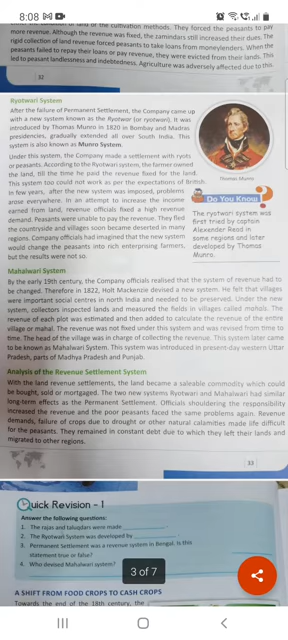 8:08 M
more revenue. Although the revenue was fixed, the zamindars still increased their dues. The
rigid collection of land revenue forced peasants to take loans from moneylenders. When the
peasants failed to repay their loans or pay revenue, they were evicted from their lands. This
led to peasant landlessness and indebtedness. Agriculture was adversely affected due to this
32
Ryotwari System
After the failure of Permanent Settlement, the Company came up
with a new system known as the Ryotwar (or ryotwari). It was
introduced by Thomas Munro in 1820 in Bombay and Madras
presidencies, gradually extended all over South India. This
system is also known as Munro System.
Under this system, the Company made a settlement with ryots
or peasants. According to the Ryotwari system, the farmer owned
the land, till the time he paid the revenue fixed for the land.
This system too could not work as per the expectations of British.
In few years, after the new system was imposed, problems
arose everywhere. In an attempt to increase the income
earned from land, revenue officials fixed a high revenue
demand. Peasants were unable to pay the revenue. They fled
the countryside and villages soon became deserted in many
regions. Company officials had imagined that the new system
would change the peasants into rich enterprising farmers,
but the results were not so.
Thomas Munro
Do You Know
The ryotwari system was
first tried by captain
Alexander Read in
some regions and later
developed by Thomas
Munro.
Mahalwari System
By the early 19th century, the Company officials realised that the system of revenue had to
be changed. Therefore in 1822, Holt Mackenzie devised a new system. He felt that villages
were important social centres in north India and needed to be preserved. Under the new
system, collectors inspected lands and measured the fields in villages called mahals. The
revenue of each plot was estimated and then added to calculate the revenue of the entire
village or mahal. The revenue was not fixed under this system and was revised from time to
time. The head of the village was in charge of collecting the revenue. This system later came
to be known as Mahalwari System. This system was introduced in present-day western Uttar
Pradesh, parts of Madhya Pradesh and Punjab.
Analysis of the Revenue Settlement System
With the land revenue settlements, the land became a saleable commodity which could
be bought, sold or mortgaged. The two new systems Ryotwari and Mahalwari had similar
long-term effects as the Permanent Settlement. Officials shouldering the responsibility
increased the revenue and the poor peasants faced the same problems again. Revenue
demands, failure of crops due to drought or other natural calamities made life difficult
for the peasants. They remained in constant debt due to which they left their lands and
migrated to other regions.
33
Quick Revision - 1
Answer the following questions:
1. The rajas and taluqdars were made ________.
2. The Ryotwari System was developed by ________.
3. Permanent Settlement was a revenue system in Bengal. Is this
statement true or false?
4. Who devised Mahalwari system?
3 of 7
A SHIFT FROM FOOD CROPS TO CASH CROPS
Towards the end of the 18th century, the